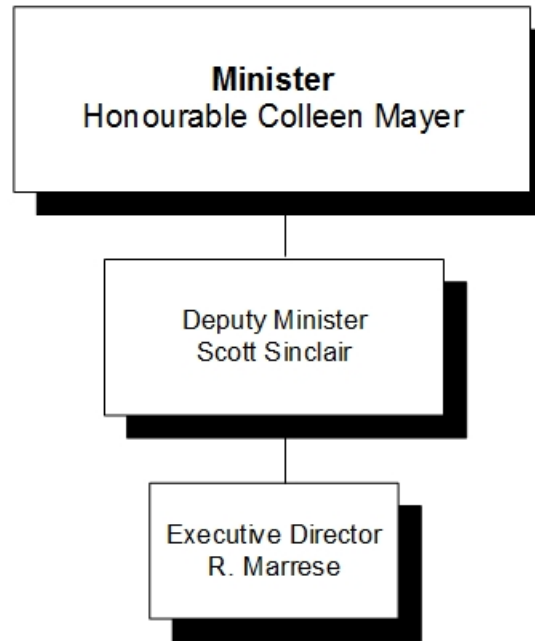 Minister
Honourable Colleen Mayer
Deputy Minister
Scott Sinclair
Executive Director
R. Marrese